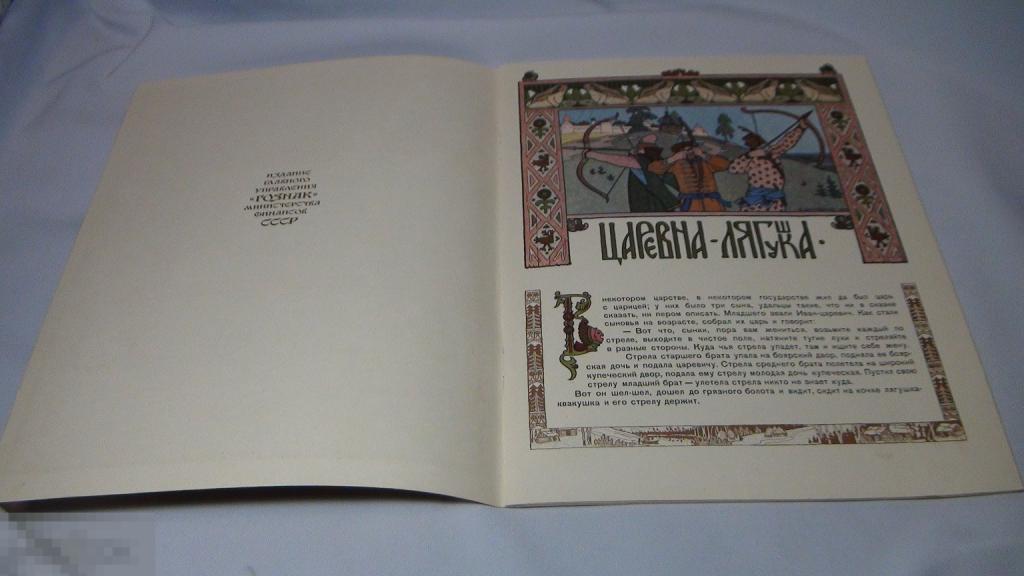 ИЗДАНИЕ
ГЛАВНОГО
УПРАВЛЕНИЯ
«ГОЗНАК»
МИНИСТЕРСТВА
ФИНАНСОВ
СССР
ЦАРЕВНА-ЛЯГУШКА.
В некотором царстве, в некотором государстве жил да был царь
с царицей; у них было три сына, удальцы такие, что ни в сказке
сказать, ни пером описать. Младшего звали Иван-царевич. Как стали
сыновья на возрасте, собрал их царь и говорит:
— Вот что, сынки, пора вам жениться, возьмите каждый по
стреле, выходите в чистое поле, натяните тугие луки и стреляйте
в разные стороны. Куда чья стрела упадет, там и ищите себе жену.
Стрела старшего брата упала на боярский двор, подняла ее бояр-
ская дочь и подала царевичу. Стрела среднего брата полетела на широкий
купеческий двор, подала ему стрелу молодая дочь купеческая. Пустил свою
стрелу младший брат — улетела стрела никто не знает куда.
Вот он шел-шел, дошел до грязного болота и видит, сидит на кочке лягушка-
квакушка и его стрелу держит.